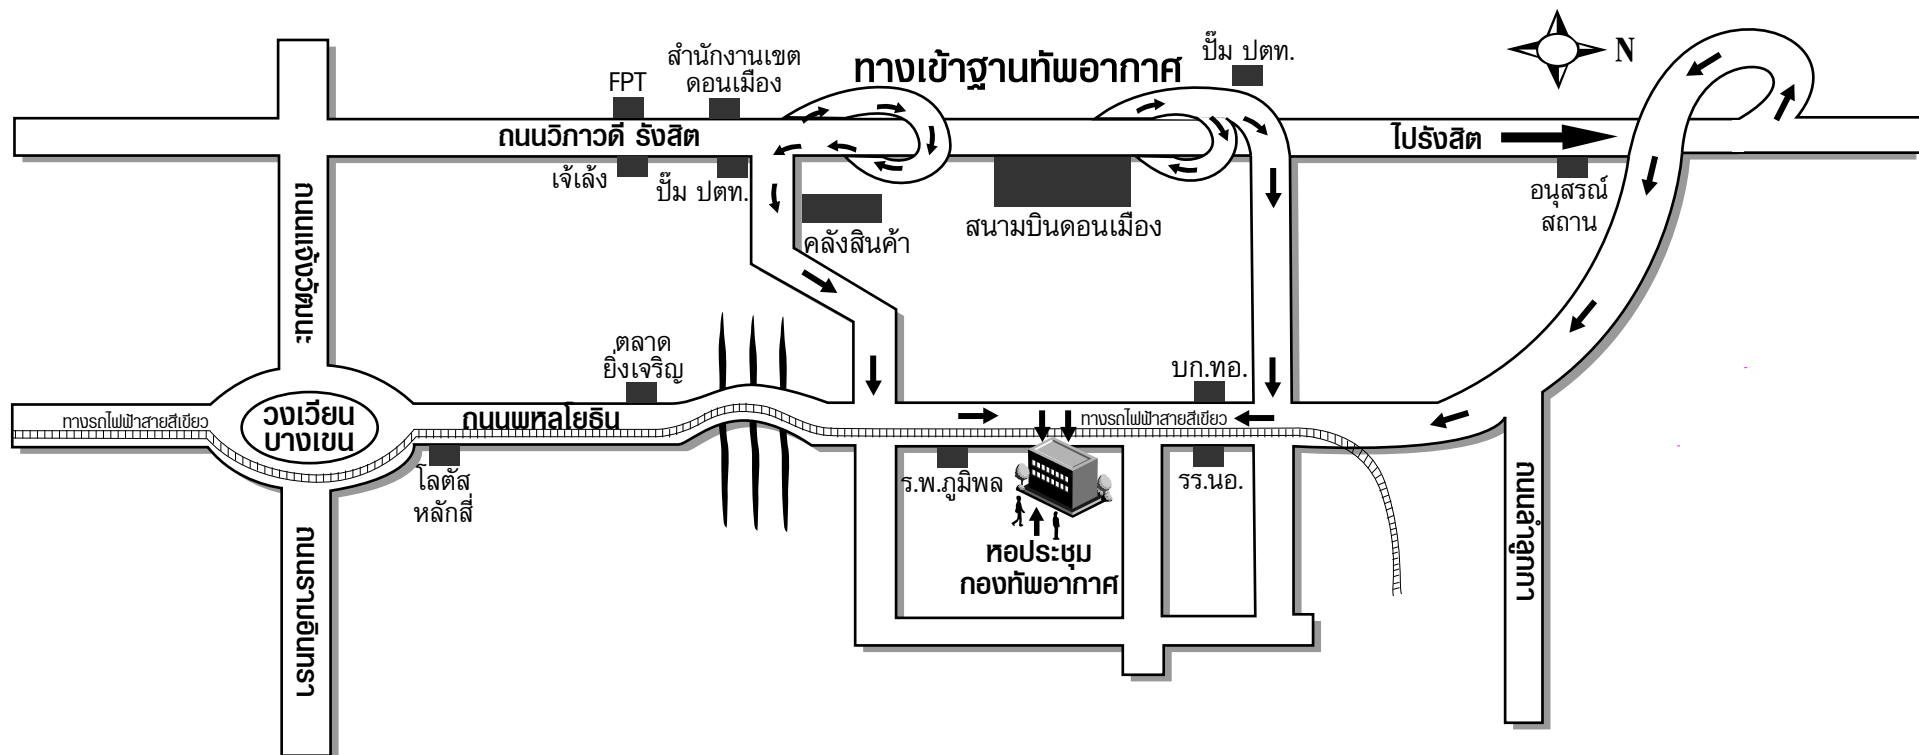 สำนักงานเขต
ดอนเมือง
FPT
ทางเข้าฐานทัพอากาศ
ปั๊ม ปตท.
N
ถนนวิภาวดี รังสิต
ไปรังสิต
เจ้เล้ง
ปั๊ม ปตท.
คลังสินค้า
สนามบินดอนเมือง
อนุสรณ์
สถาน
ถนนแจ้งวัฒนะ
ตลาด
ยิ่งเจริญ
บก.ทอ.
ทางรถไฟฟ้าสายสีเขียว
วงเวียน
บางเขน
ถนนพหลโยธิน
ทางรถไฟฟ้าสายสีเขียว
โลตัส
หลักสี่
ร.พ.ภูมิพล
รร.นอ.
หอประชุม
กองทัพอากาศ
ถนนรามอินทรา
ถนนลำลูกกา